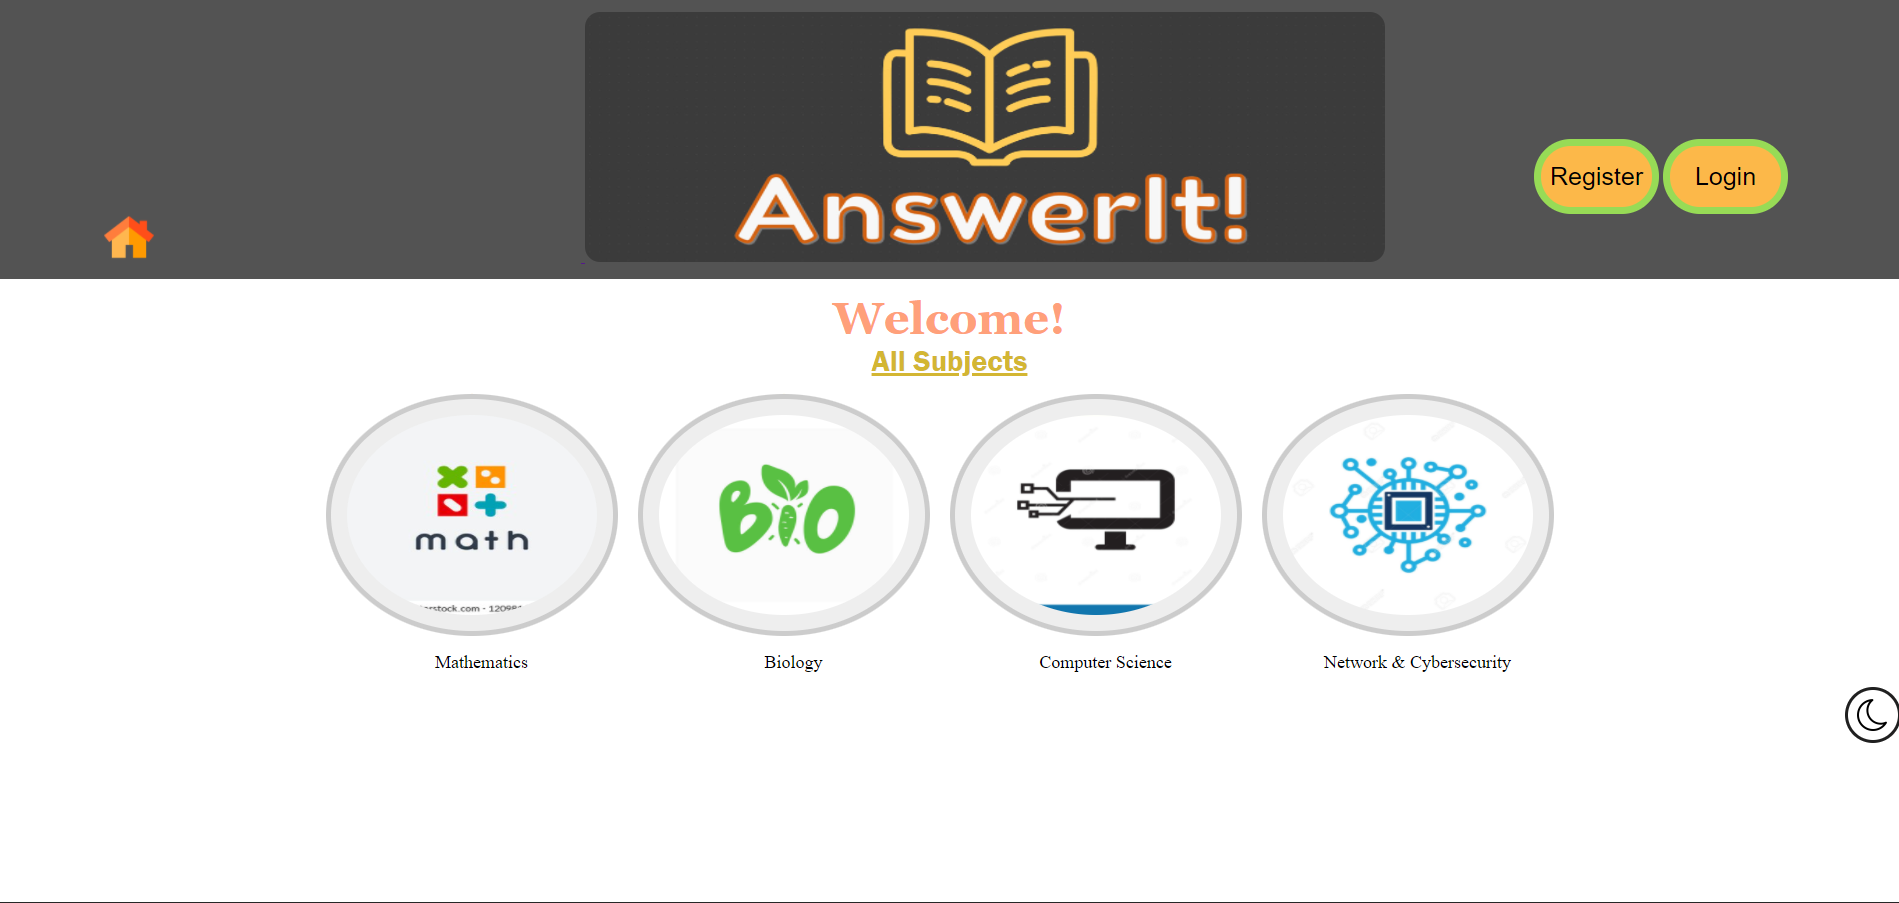 AnswerIt!
Register
Login
Welcome!
All Subjects
math
BIO
Mathematics
Biology
Computer Science
Network & Cybersecurity